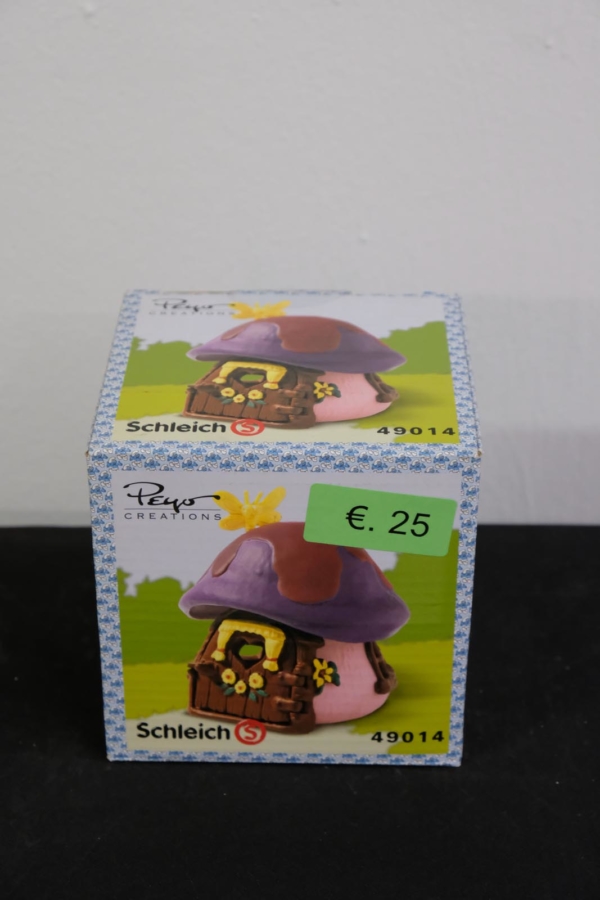 Peyo
CREATIONS
Schleich S
49014
Peyo
CREATIONS
€. 25
Schleich S
49014